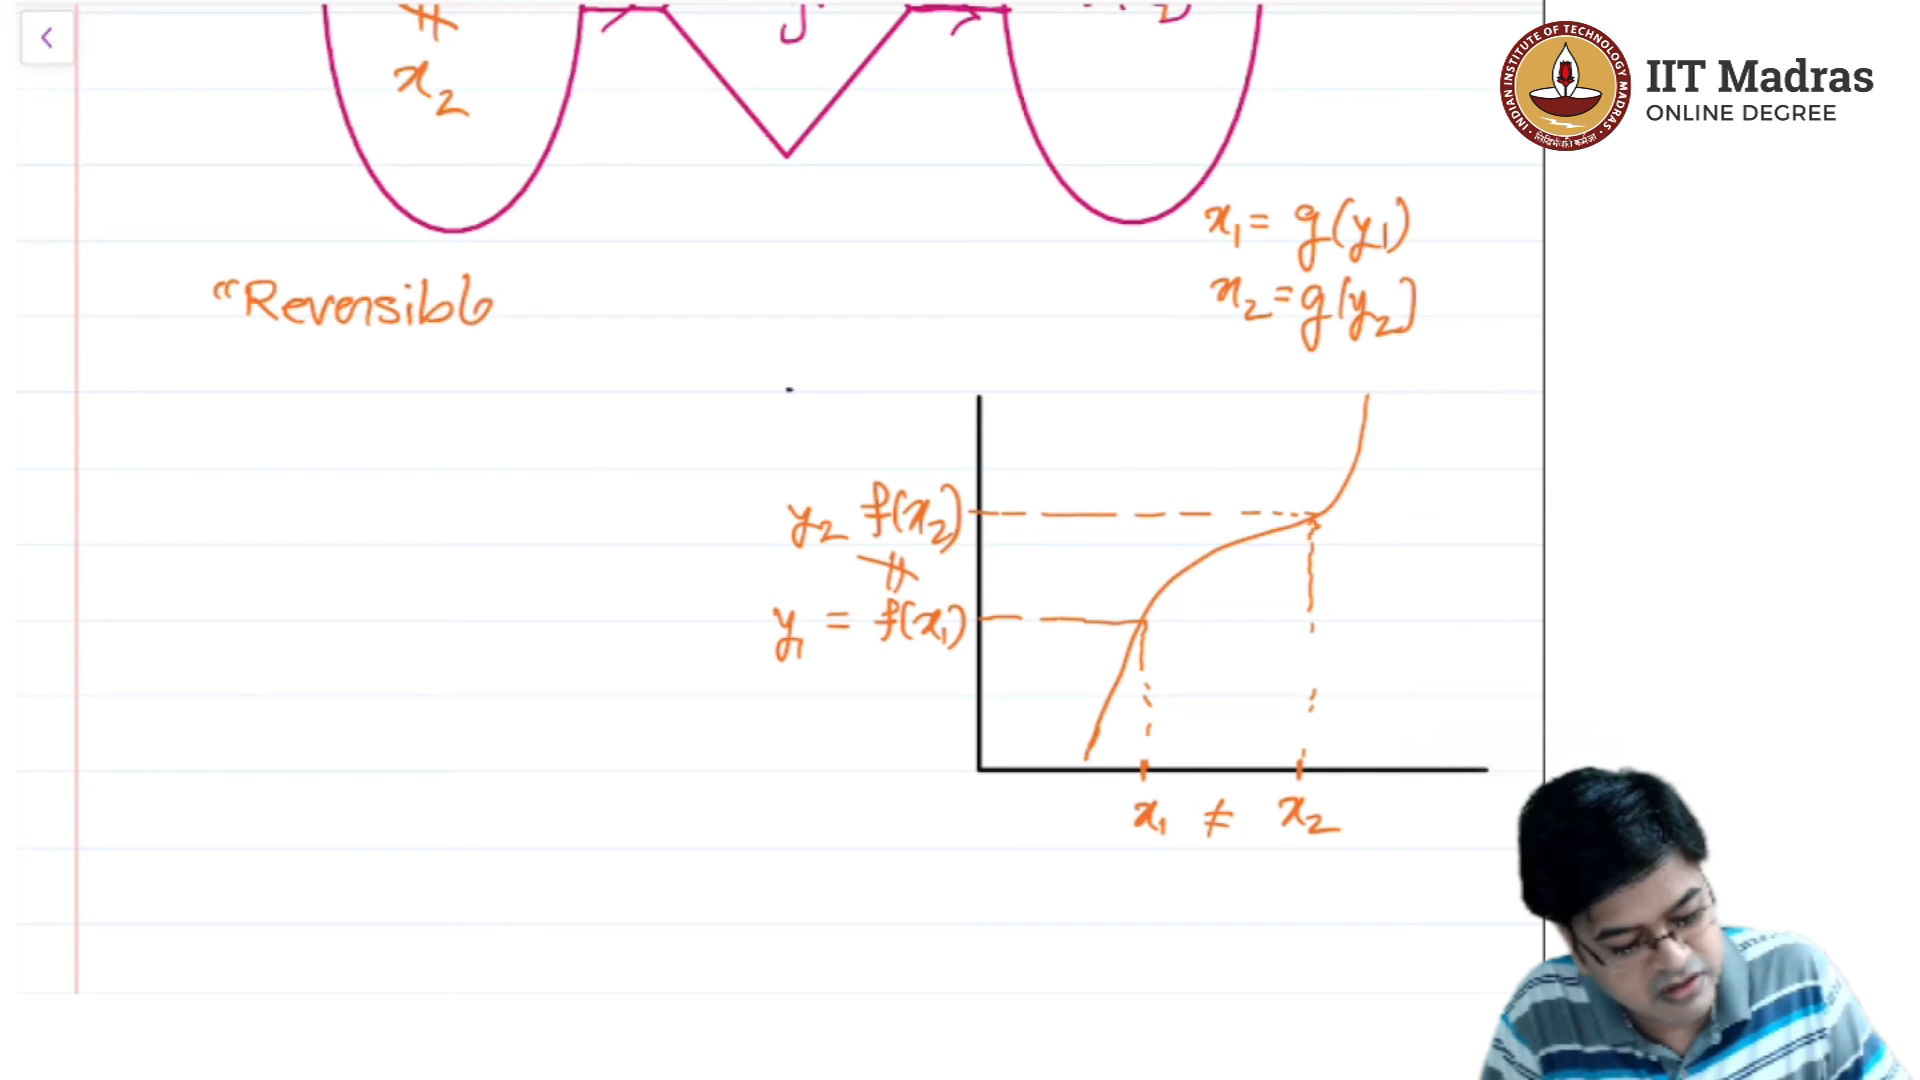 x₂
x₁ = g(y₁)
x₂ = g(y₂)
"Reversible
y₂ f(x₂)
≠
y₁ = f(x₁)
x₁ ≠ x₂
IIT Madras
ONLINE DEGREE
INDIAN INSTITUTE OF TECHNOLOGY MADRAS